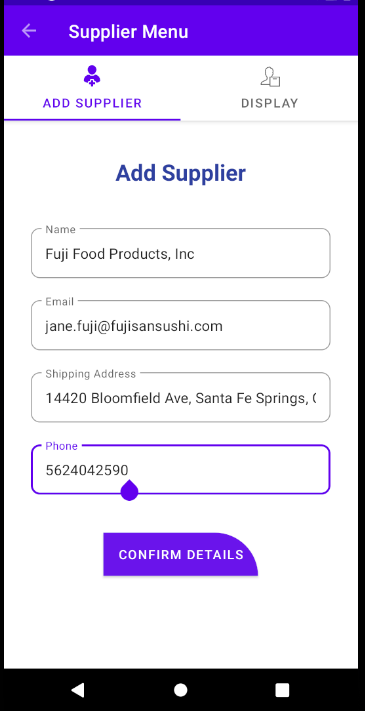 Supplier Menu
ADD SUPPLIER
DISPLAY
Add Supplier
Name
Fuji Food Products, Inc
Email
jane.fuji@fujisansushi.com
Shipping Address
14420 Bloomfield Ave, Santa Fe Springs,
Phone
5624042590
CONFIRM DETAILS